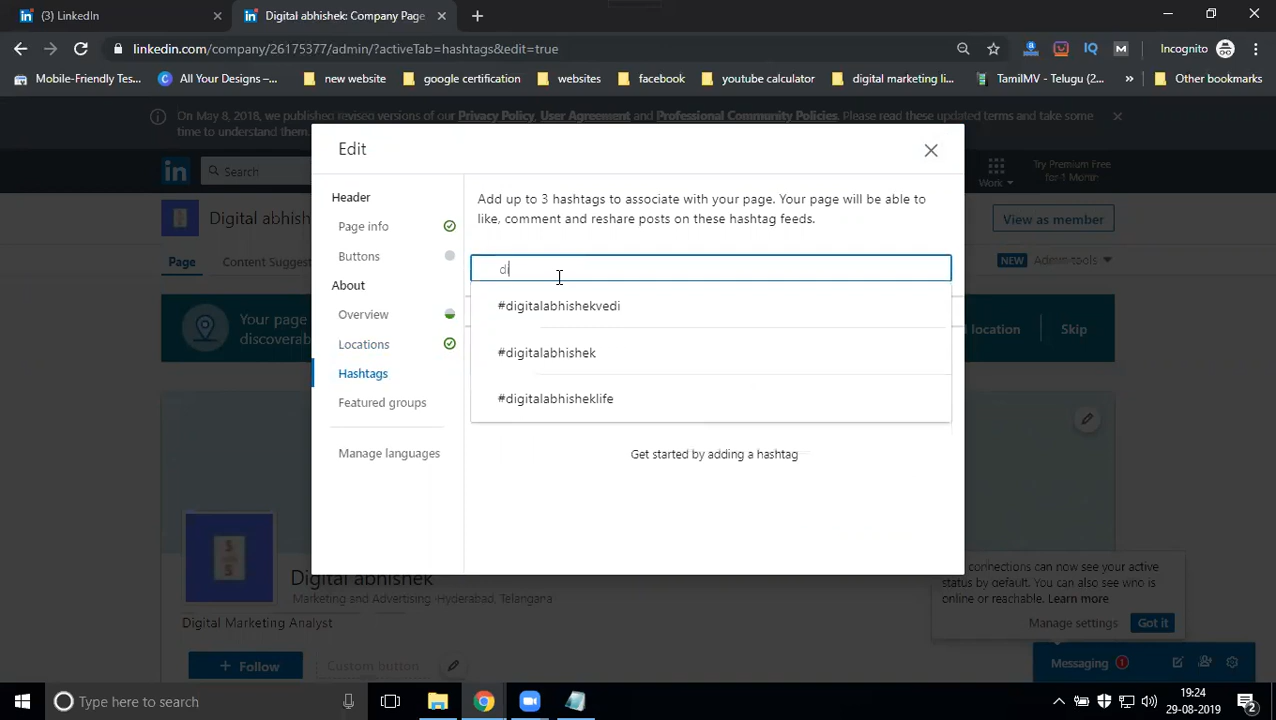 (3) LinkedIn
Digital abhishek: Company Page
linkedin.com/company/26175377/admin/?activeTab=hashtags&edit=true
Incognito
Mobile-Friendly Tes...
All Your Designs –...
new website
google certification
websites
facebook
youtube calculator
digital marketing li...
TamilMV - Telugu (2...
Other bookmarks
On May 8, 2018, we published revised versions of our Privacy Policy, User Agreement and Professional Community Policies. Please read these updated terms and take some
time to understand them.
Search
Work
Try Premium Free
for 1 Month
Edit
Header
Page info
Buttons
About
Overview
Locations
Hashtags
Featured groups
Manage languages
Add up to 3 hashtags to associate with your page. Your page will be able to
like, comment and reshare posts on these hashtag feeds.
di
#digitalabhishekvedi
#digitalabhishek
#digitalabhisheklife
Get started by adding a hashtag
Digital abhish
View as member
Page
Content Suggest
NEW Admin tools
Your page
discoverab
location
Skip
Digital abhishek
Marketing and Advertising · Hyderabad, Telangana
Digital Marketing Analyst
+ Follow
Custom button
connections can now see your active
status by default. You can also see who is
online or reachable. Learn more
Manage settings
Got it
Messaging 1
Type here to search
19:24
29-08-2019
2